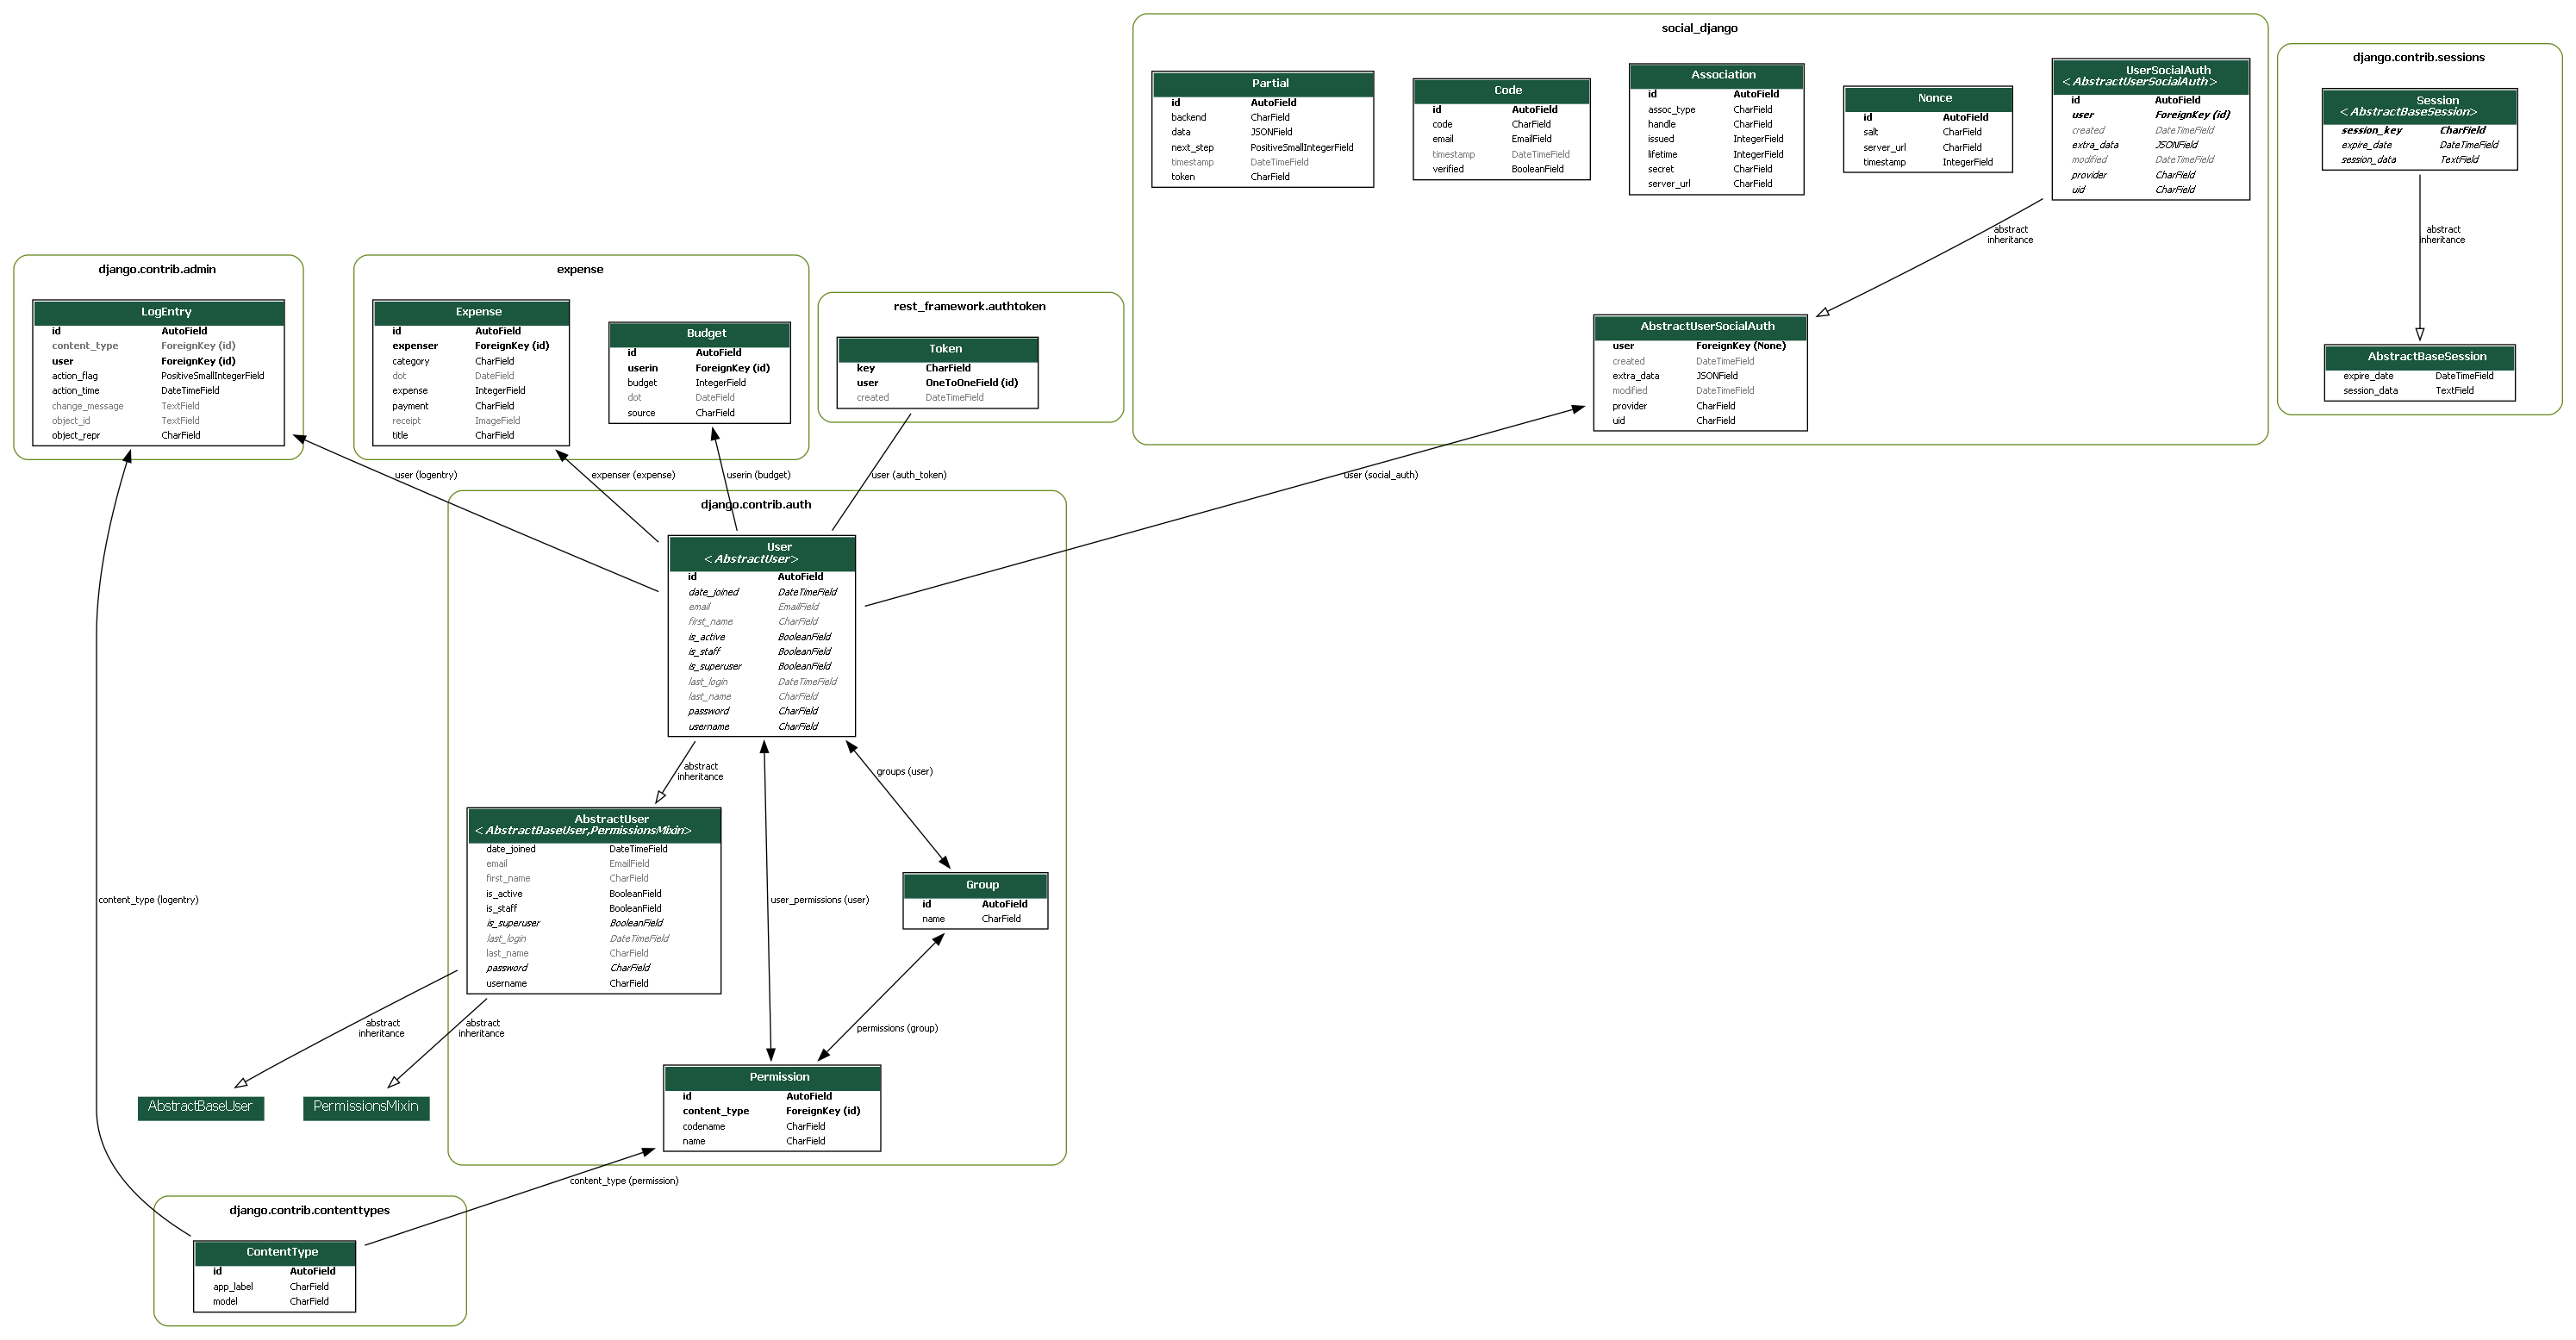 social_django
Partial
id AutoField
backend CharField
data JSONField
next_step PositiveSmallIntegerField
timestamp DateTimeField
token CharField
Code
id AutoField
code CharField
email EmailField
timestamp DateTimeField
verified BooleanField
Association
id AutoField
assoc_type CharField
handle CharField
issued IntegerField
lifetime IntegerField
secret CharField
server_url CharField
Nonce
id AutoField
salt CharField
server_url CharField
timestamp IntegerField
UserSocialAuth
<AbstractUserSocialAuth>
id AutoField
user ForeignKey (id)
created DateTimeField
extra_data JSONField
modified DateTimeField
provider CharField
uid CharField
abstract
inheritance
AbstractUserSocialAuth
user ForeignKey (None)
created DateTimeField
extra_data JSONField
modified DateTimeField
provider CharField
uid CharField
django.contrib.sessions
Session
<AbstractBaseSession>
session_key CharField
expire_date DateTimeField
session_data TextField
abstract
inheritance
AbstractBaseSession
expire_date DateTimeField
session_data TextField
django.contrib.admin
LogEntry
id AutoField
content_type ForeignKey (id)
user ForeignKey (id)
action_flag PositiveSmallIntegerField
action_time DateTimeField
change_message TextField
object_id TextField
object_repr CharField
expense
Expense
id AutoField
expenser ForeignKey (id)
category CharField
dot DateField
expense IntegerField
payment CharField
receipt ImageField
title CharField
Budget
id AutoField
userin ForeignKey (id)
budget IntegerField
dot DateField
source CharField
rest_framework.authtoken
Token
key CharField
user OneToOneField (id)
created DateTimeField
user (logentry)
expenser (expense)
userin (budget)
user (auth_token)
user (social_auth)
django.contrib.auth
User
<AbstractUser>
id AutoField
date_joined DateTimeField
email EmailField
first_name CharField
is_active BooleanField
is_staff BooleanField
is_superuser BooleanField
last_login DateTimeField
last_name CharField
password CharField
username CharField
abstract
inheritance
groups (user)
AbstractUser
<AbstractBaseUser,PermissionsMixin>
date_joined DateTimeField
email EmailField
first_name CharField
is_active BooleanField
is_staff BooleanField
is_superuser BooleanField
last_login DateTimeField
last_name CharField
password CharField
username CharField
content_type (logentry)
user_permissions (user)
Group
id AutoField
name CharField
abstract
inheritance
abstract
inheritance
permissions (group)
AbstractBaseUser
PermissionsMixin
Permission
id AutoField
content_type ForeignKey (id)
codename CharField
name CharField
content_type (permission)
django.contrib.contenttypes
ContentType
id AutoField
app_label CharField
model CharField